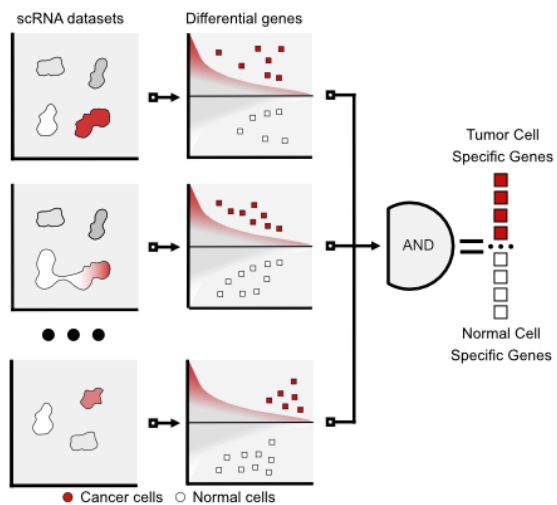 scRNA datasets
Differential genes
Tumor Cell
Specific Genes
AND
Normal Cell
Specific Genes
Cancer cells
Normal cells